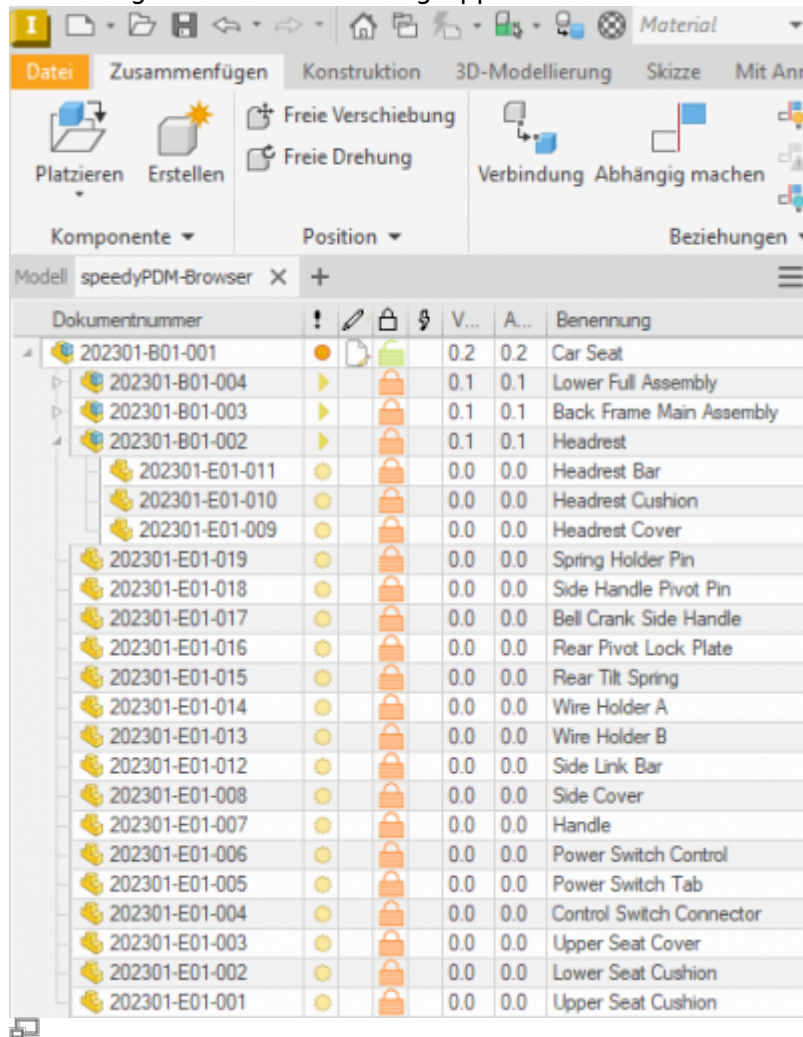 Material
Datei Zusammenfügen Konstruktion 3D-Modellierung Skizze Mit Anr
Freie Verschiebung
Freie Drehung
Platzieren Erstellen Verbindung Abhängig machen
Komponente Position Beziehungen
Modell speedyPDM-Browser × +
Dokumentnummer ! V... A... Benennung
202301-B01-001 0.2 0.2 Car Seat
202301-B01-004 0.1 0.1 Lower Full Assembly
202301-B01-003 0.1 0.1 Back Frame Main Assembly
202301-B01-002 0.1 0.1 Headrest
202301-E01-011 0.0 0.0 Headrest Bar
202301-E01-010 0.0 0.0 Headrest Cushion
202301-E01-009 0.0 0.0 Headrest Cover
202301-E01-019 0.0 0.0 Spring Holder Pin
202301-E01-018 0.0 0.0 Side Handle Pivot Pin
202301-E01-017 0.0 0.0 Bell Crank Side Handle
202301-E01-016 0.0 0.0 Rear Pivot Lock Plate
202301-E01-015 0.0 0.0 Rear Tilt Spring
202301-E01-014 0.0 0.0 Wire Holder A
202301-E01-013 0.0 0.0 Wire Holder B
202301-E01-012 0.0 0.0 Side Link Bar
202301-E01-008 0.0 0.0 Side Cover
202301-E01-007 0.0 0.0 Handle
202301-E01-006 0.0 0.0 Power Switch Control
202301-E01-005 0.0 0.0 Power Switch Tab
202301-E01-004 0.0 0.0 Control Switch Connector
202301-E01-003 0.0 0.0 Upper Seat Cover
202301-E01-002 0.0 0.0 Lower Seat Cushion
202301-E01-001 0.0 0.0 Upper Seat Cushion